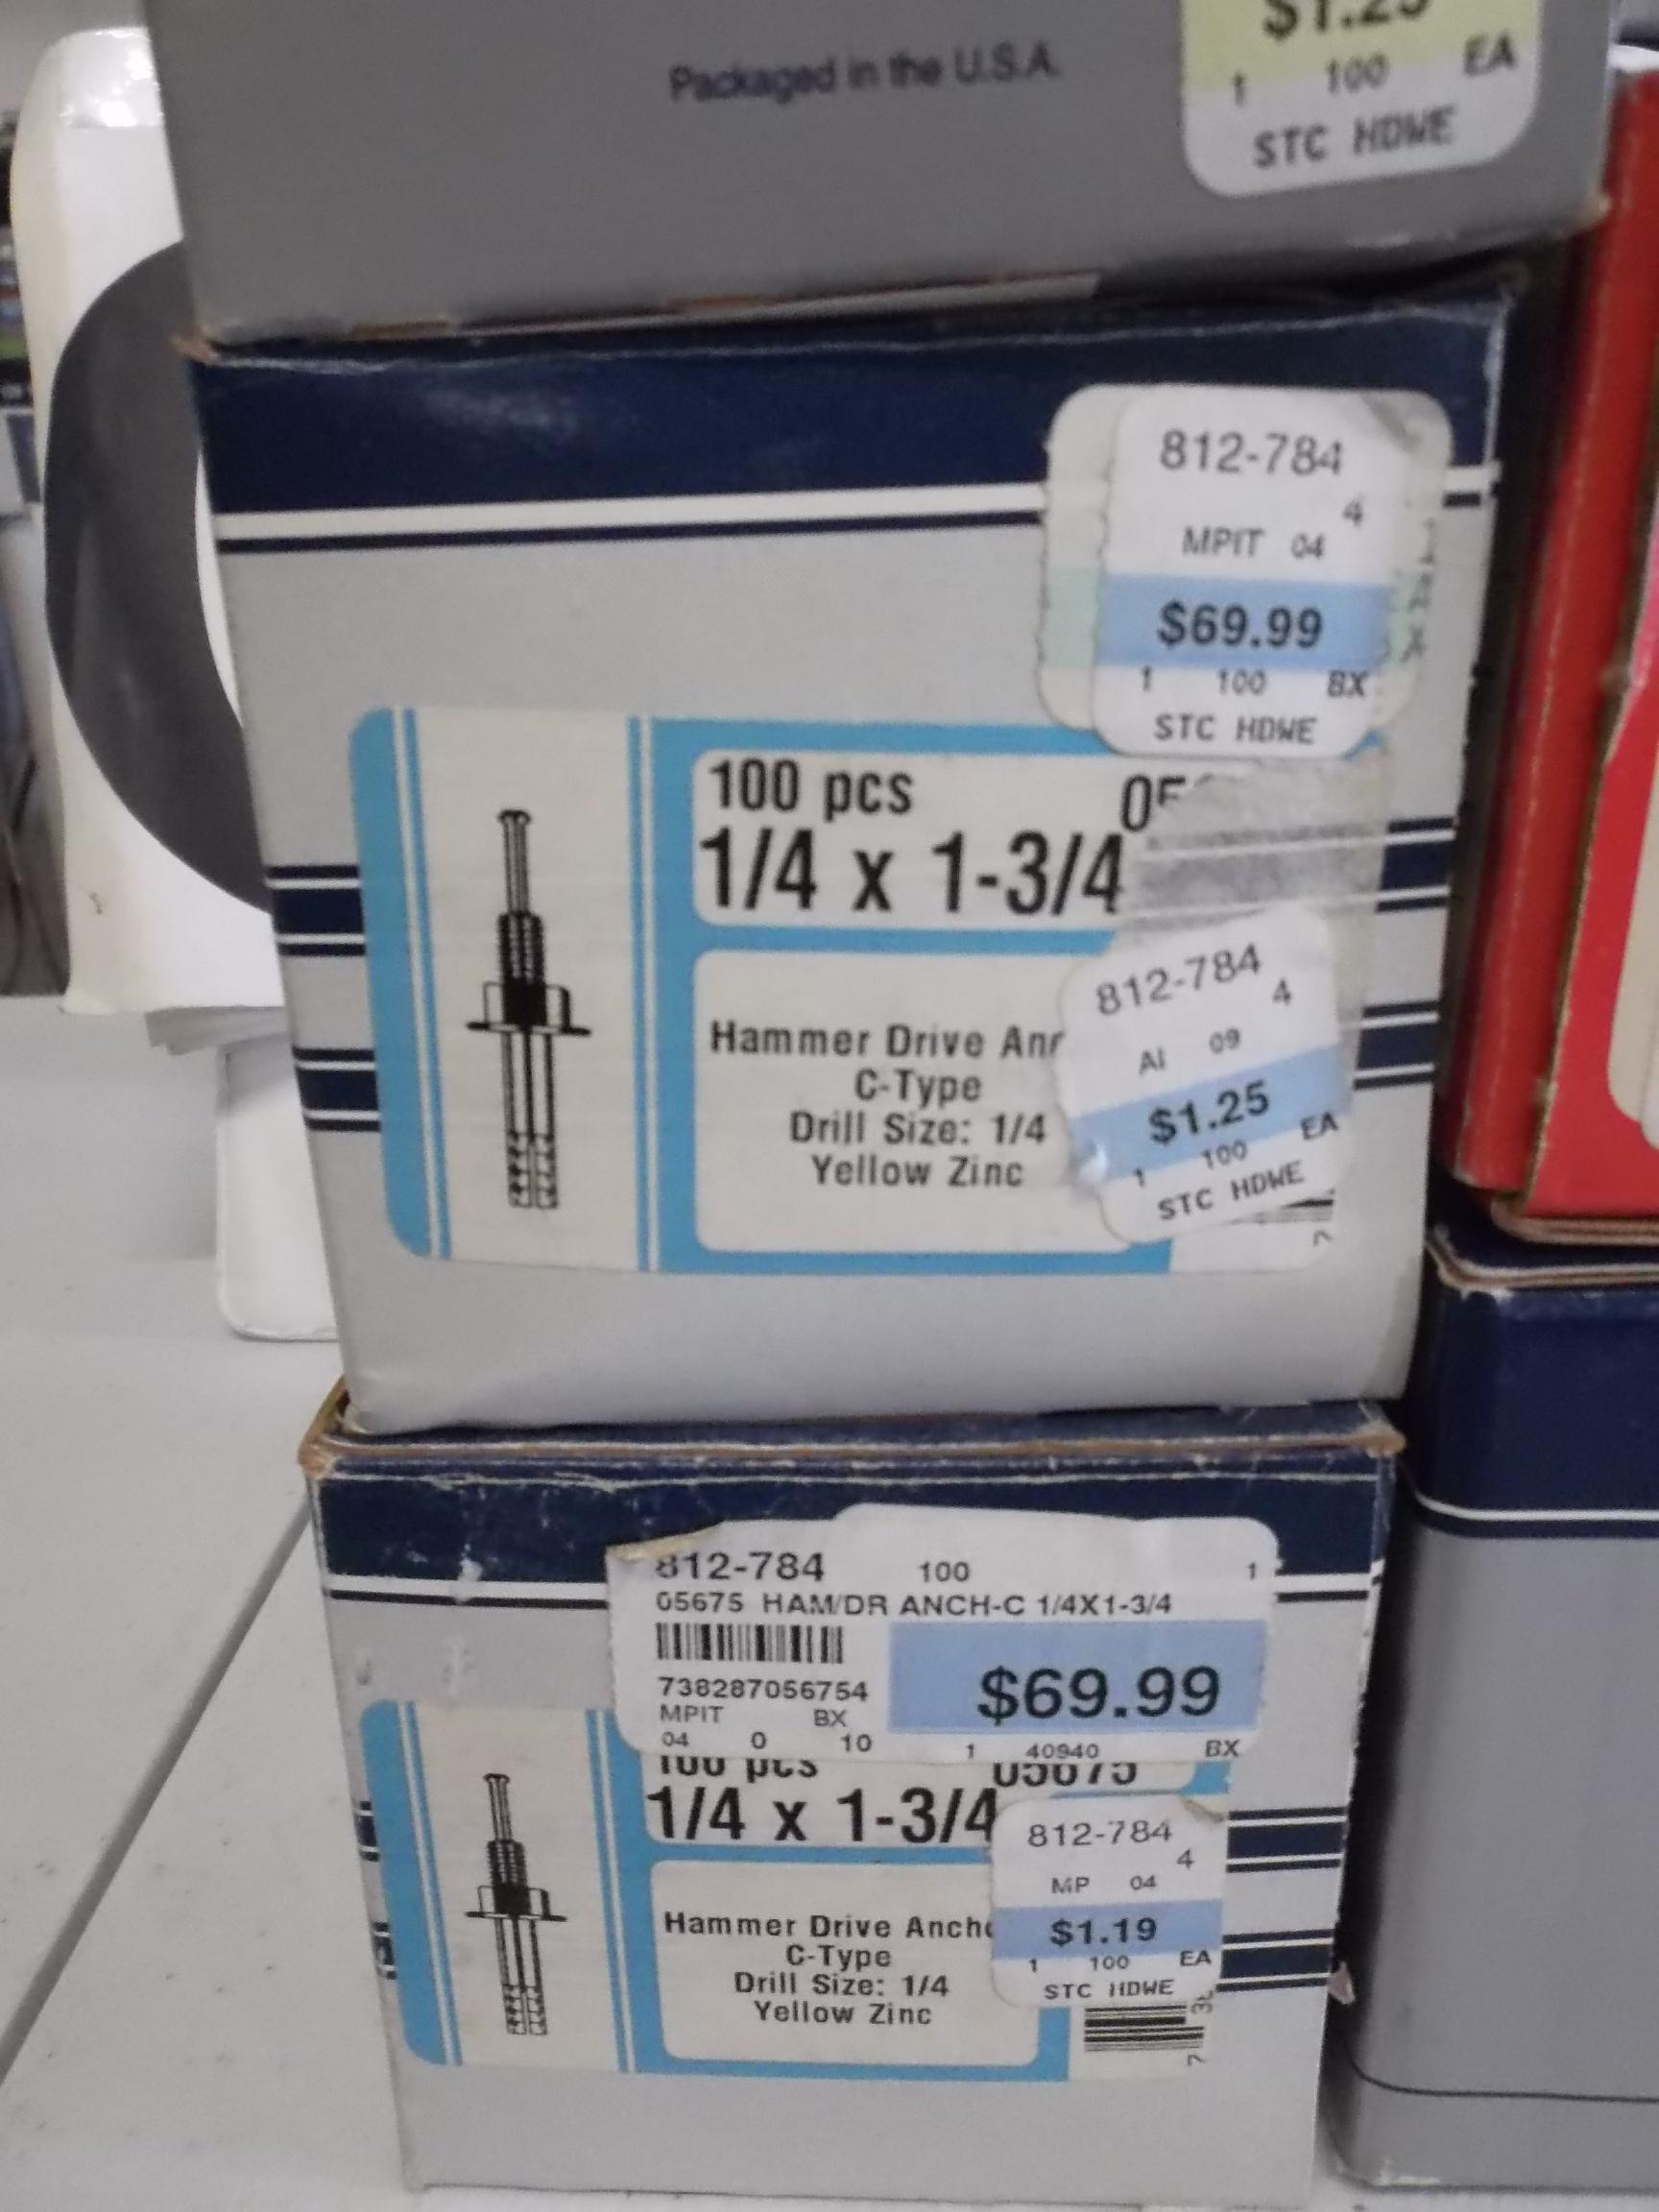 Packaged in the U.S.A.
$1.25
1 100 EA
STC HDWE
812-784
4
MPIT 04
$69.99
1 100 BX
STC HDWE
100 pcs
1/4 x 1-3/4
812-784
4
AI 09
$1.25
1 100 EA
STC HDWE
Hammer Drive
C-Type
Drill Size: 1/4
Yellow Zinc
7
812-784 100 1
05675 HAM/DR ANCH-C 1/4X1-3/4
$69.99
738287056754
MPIT BX
04 0 10 1 40940 BX
100 pcs 05675
1/4 x 1-3/4
812-784
4
MP 04
$1.19
1 100 EA
STC HDWE
Hammer Drive Ancho
C-Type
Drill Size: 1/4
Yellow Zinc